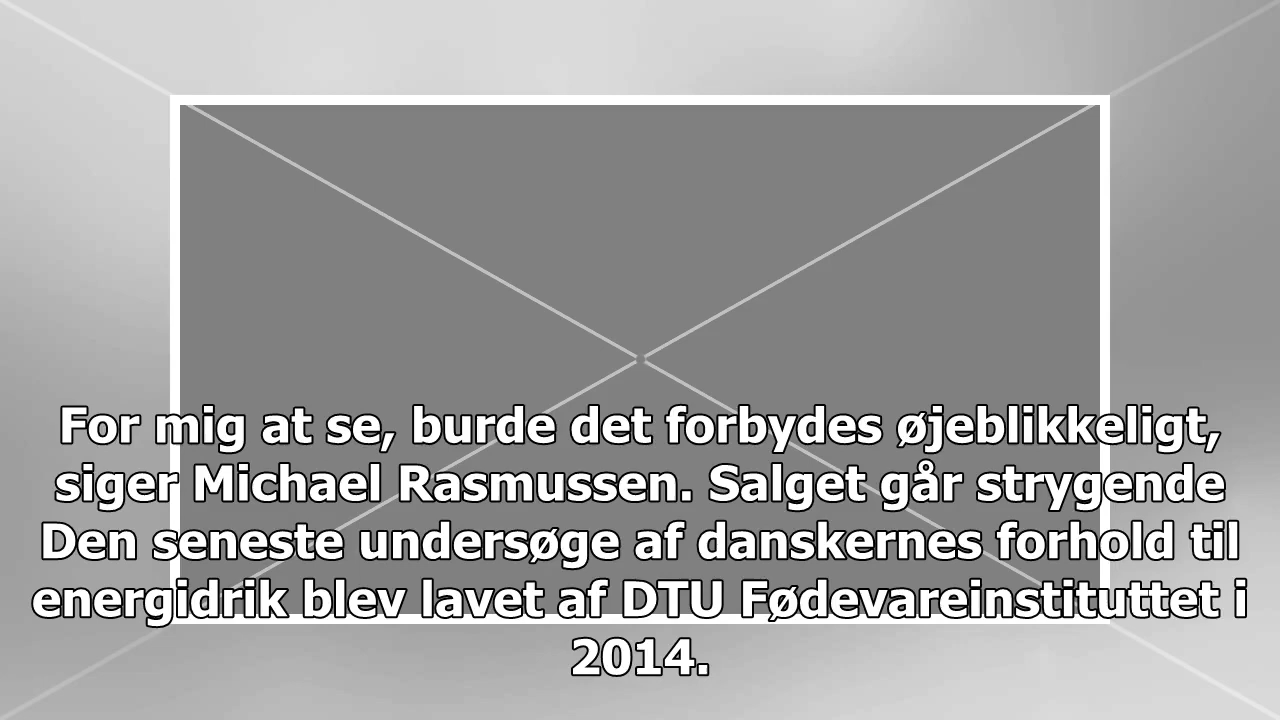 For mig at se, burde det forbydes øjeblikkeligt,
siger Michael Rasmussen. Salget går strygende
Den seneste undersøge af danskernes forhold til
energidrik blev lavet af DTU Fødevareinstituttet i
2014.